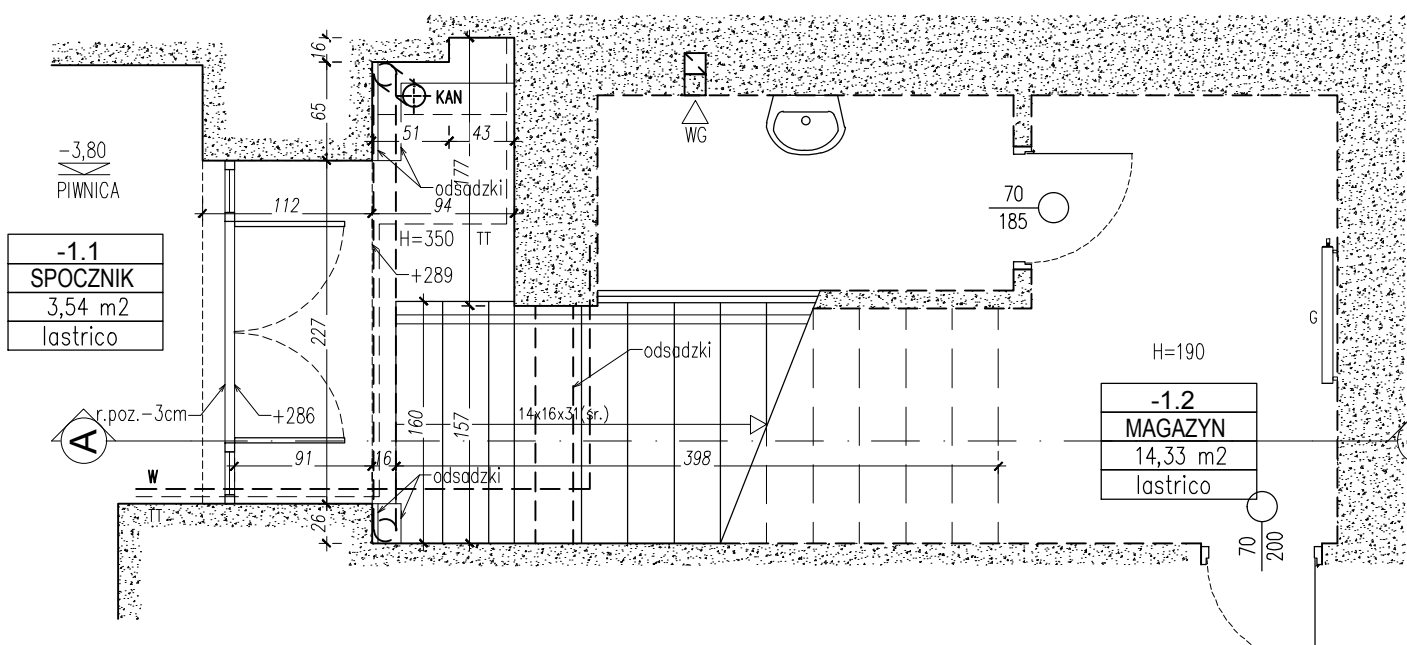 16
65
-3,80
PIWNICA
KAN
51
43
177
odsadzki
112
94
H=350
TT
+289
WG
70
185
-1.1
SPOCZNIK
3,54 m2
lastrico
227
G
odsadzki
H=190
r.poz.-3cm
+286
160
157
14x16x31(śr.)
A
-1.2
MAGAZYN
14,33 m2
lastrico
91
16
398
W
odsadzki
TT
26
70
200